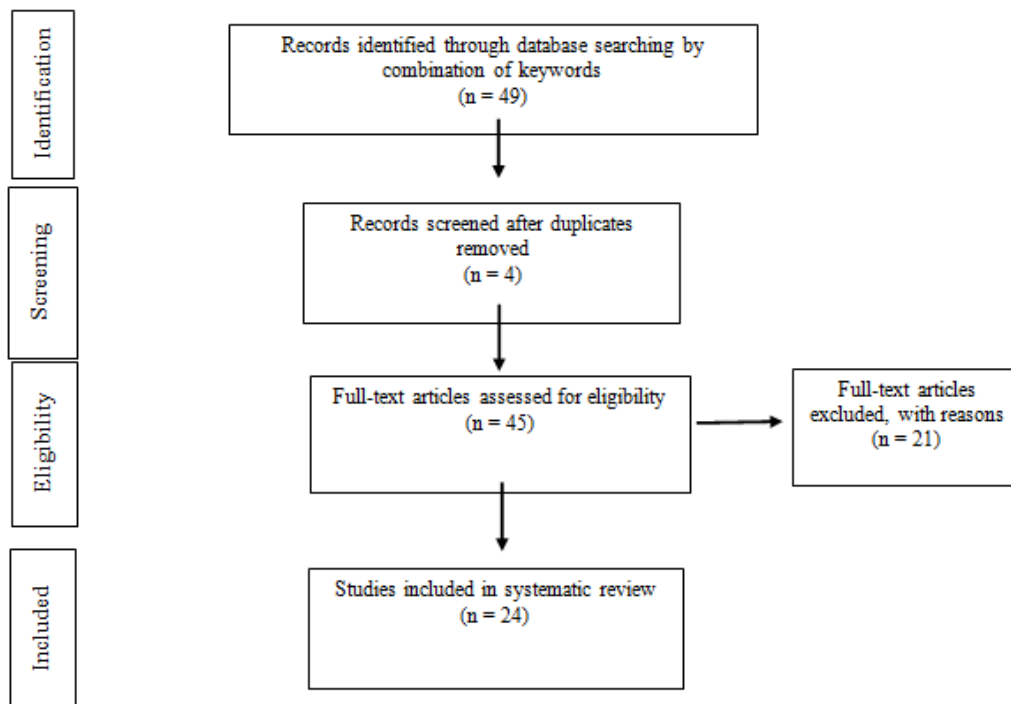 Identification
Records identified through database searching by
combination of keywords
(n = 49)
Screening
Records screened after duplicates
removed
(n = 4)
Eligibility
Full-text articles assessed for eligibility
(n = 45)
Full-text articles
excluded, with reasons
(n = 21)
Included
Studies included in systematic review
(n = 24)